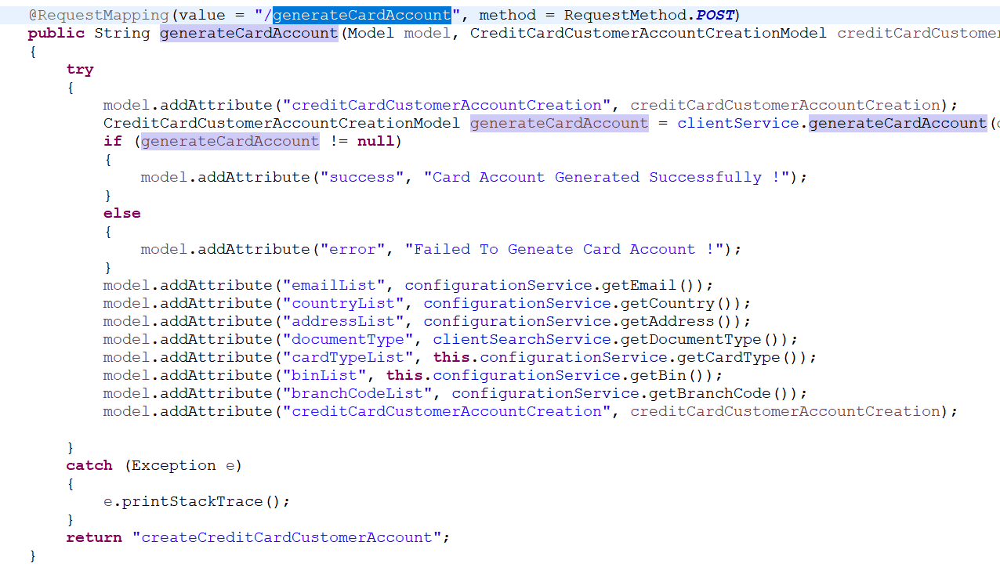 @RequestMapping(value = "/generateCardAccount", method = RequestMethod.POST)
public String generateCardAccount(Model model, CreditCardCustomerAccountCreationModel
{
try
{
model.addAttribute("creditCardCustomerAccountCreation", creditCardCustomerAccountCreation);
CreditCardCustomerAccountCreationModel generateCardAccount = clientService.generateCardAccount(
if (generateCardAccount != null)
{
model.addAttribute("success", "Card Account Generated Successfully !");
}
else
{
model.addAttribute("error", "Failed To Geneate Card Account !");
}
model.addAttribute("emailList", configurationService.getEmail());
model.addAttribute("countryList", configurationService.getCountry());
model.addAttribute("addressList", configurationService.getAddress());
model.addAttribute("documentType", clientSearchService.getDocumentType());
model.addAttribute("cardTypeList", this.configurationService.getCardType());
model.addAttribute("binList", this.configurationService.getBin());
model.addAttribute("branchCodeList", configurationService.getBranchCode());
model.addAttribute("creditCardCustomerAccountCreation", creditCardCustomerAccountCreation);
}
catch (Exception e)
{
e.printStackTrace();
}
return "createCreditCardCustomerAccount";
}